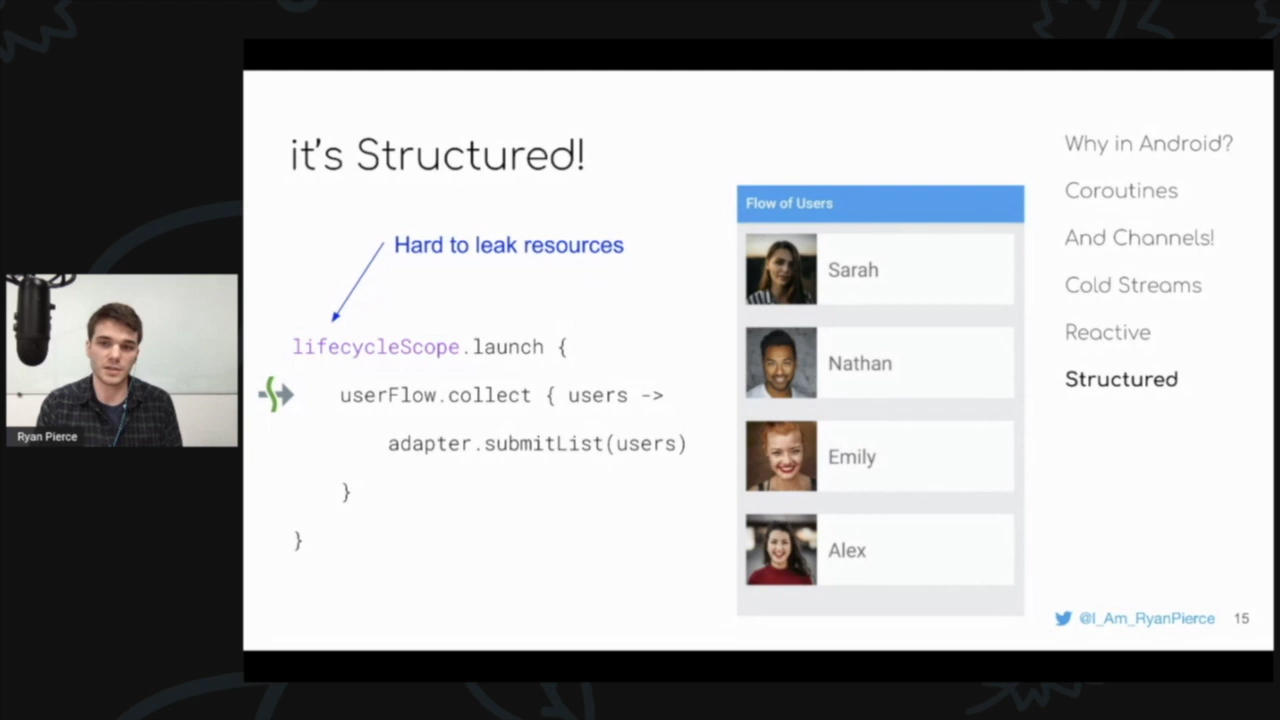 it's Structured!
Hard to leak resources
lifecycleScope.launch {
userFlow.collect { users ->
adapter.submitList(users)
}
}
Flow of Users
Sarah
Nathan
Emily
Alex
Why in Android?
Coroutines
And Channels!
Cold Streams
Reactive
Structured
@I_Am_RyanPierce 15
Ryan Pierce